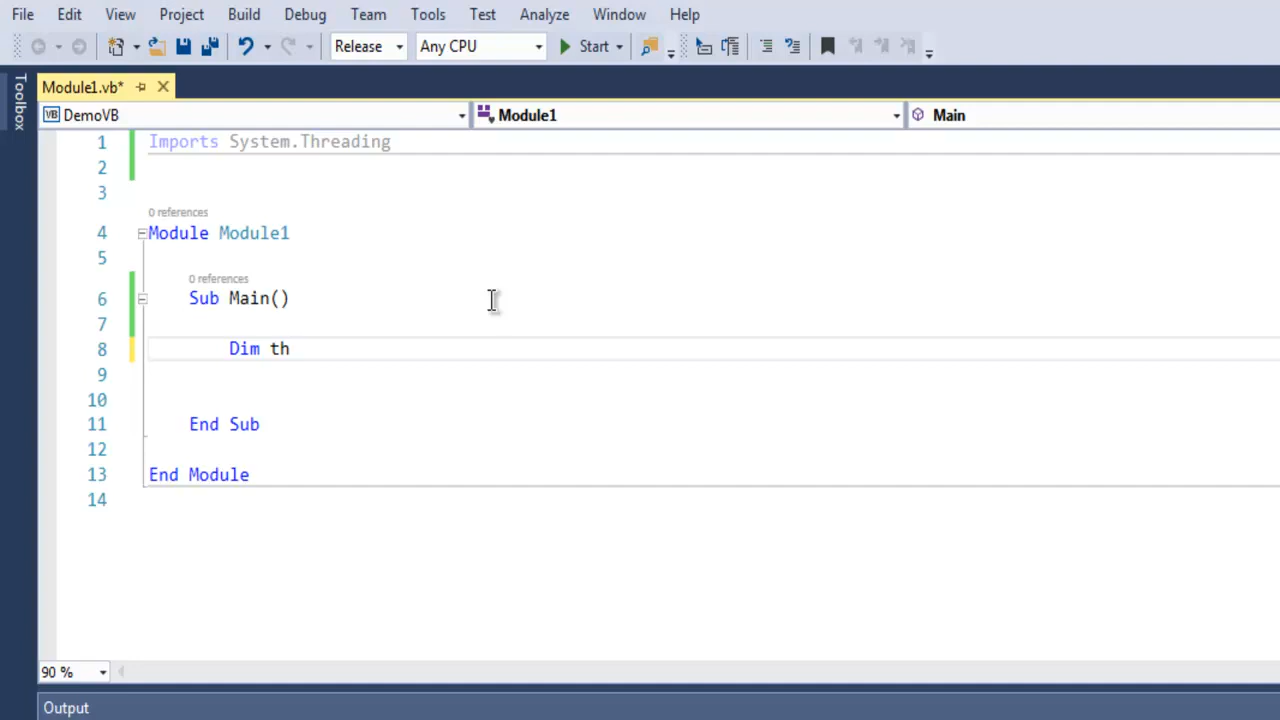 File Edit View Project Build Debug Team Tools Test Analyze Window Help
Release Any CPU Start
Toolbox
Module1.vb*
VB DemoVB Module1 Main
1 Imports System.Threading
2
3
0 references
4 Module Module1
5
0 references
6 Sub Main()
7
8 Dim th
9
10
11 End Sub
12
13 End Module
14
90 %
Output